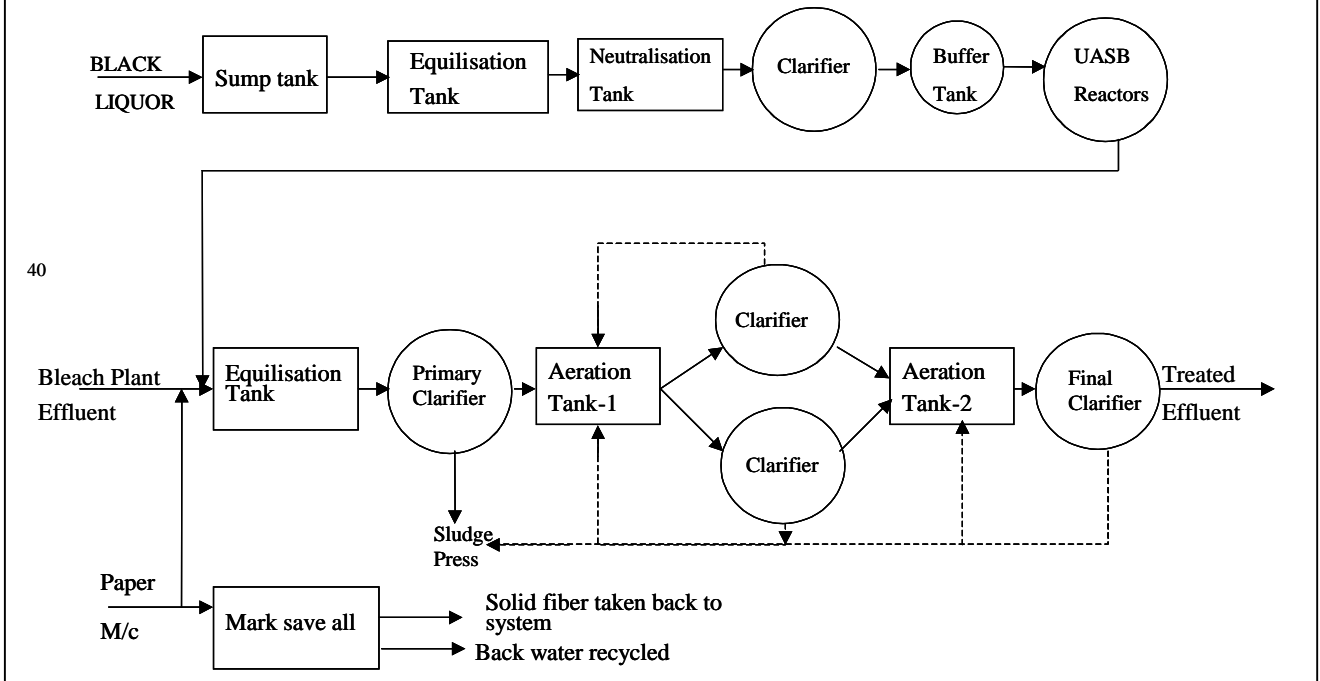 BLACK
LIQUOR
Sump tank
Equilisation
Tank
Neutralisation
Tank
Clarifier
Buffer
Tank
UASB
Reactors
40
Bleach Plant
Effluent
Equilisation
Tank
Primary
Clarifier
Aeration
Tank-1
Clarifier
Clarifier
Aeration
Tank-2
Final
Clarifier
Treated
Effluent
Sludge
Press
Paper
M/c
Mark save all
Solid fiber taken back to
system
Back water recycled